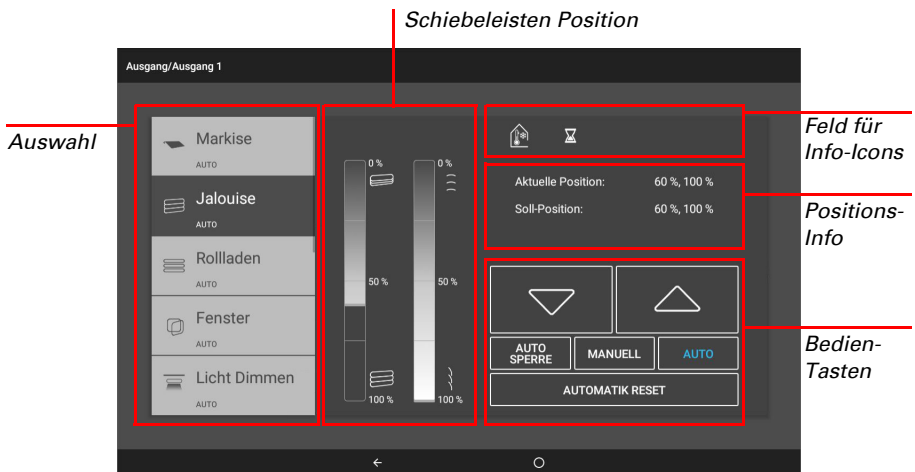 Schiebeleisten Position
Ausgang/Ausgang 1
Auswahl
Markise
AUTO
Jalouise
AUTO
Rollladen
AUTO
Fenster
AUTO
Licht Dimmen
AUTO
0 %
0 %
50 %
50 %
100 %
100 %
Feld für
Info-Icons
Aktuelle Position: 60 %, 100 %
Soll-Position: 60 %, 100 %
Positions-
Info
AUTO
SPERRE
MANUELL
AUTO
AUTOMATIK RESET
Bedien-
Tasten